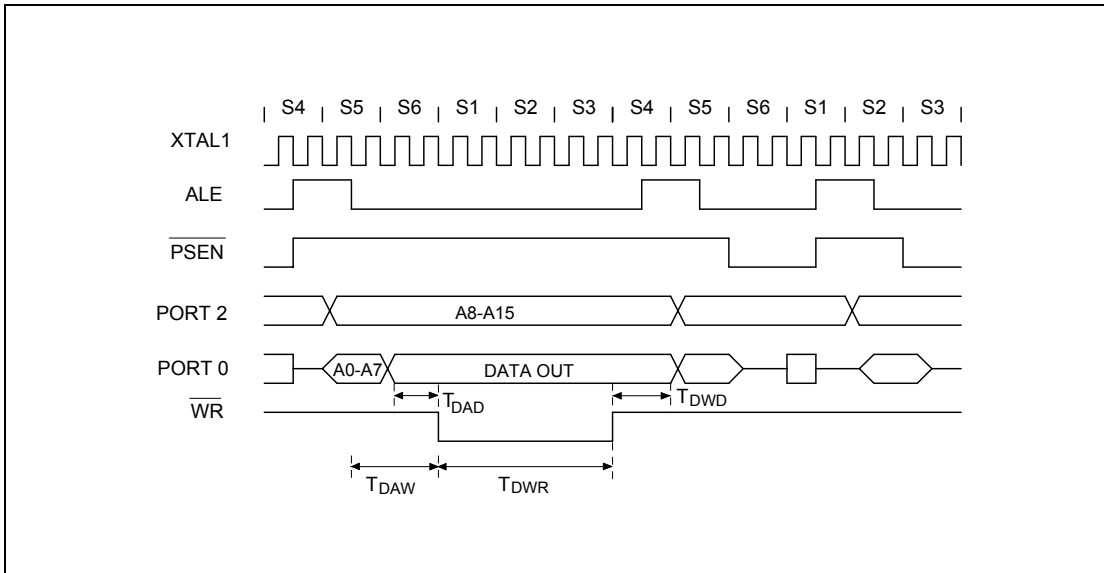 S4 S5 S6 S1 S2 S3 S4 S5 S6 S1 S2 S3
XTAL1
ALE
PSEN
PORT 2 A8-A15
PORT 0 A0-A7 DATA OUT
WR TDAD TDWD
TDAW TDWR